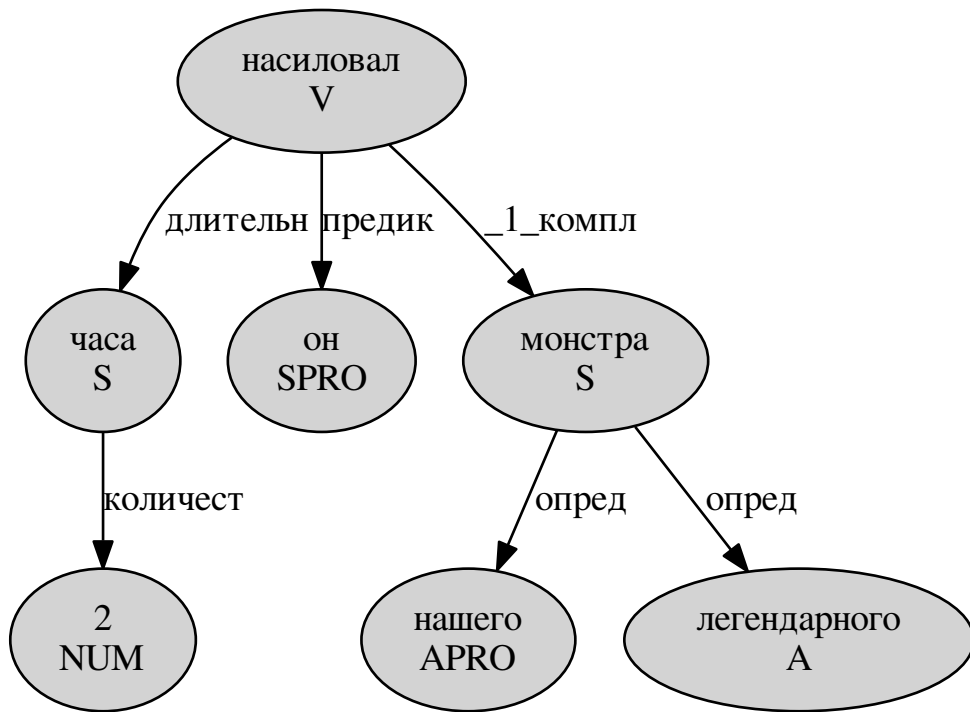 насиловал
V
длительн
предик
_1_компл
часа
S
он
SPRO
монстра
S
количест
опред
опред
2
NUM
нашего
APRO
легендарного
A